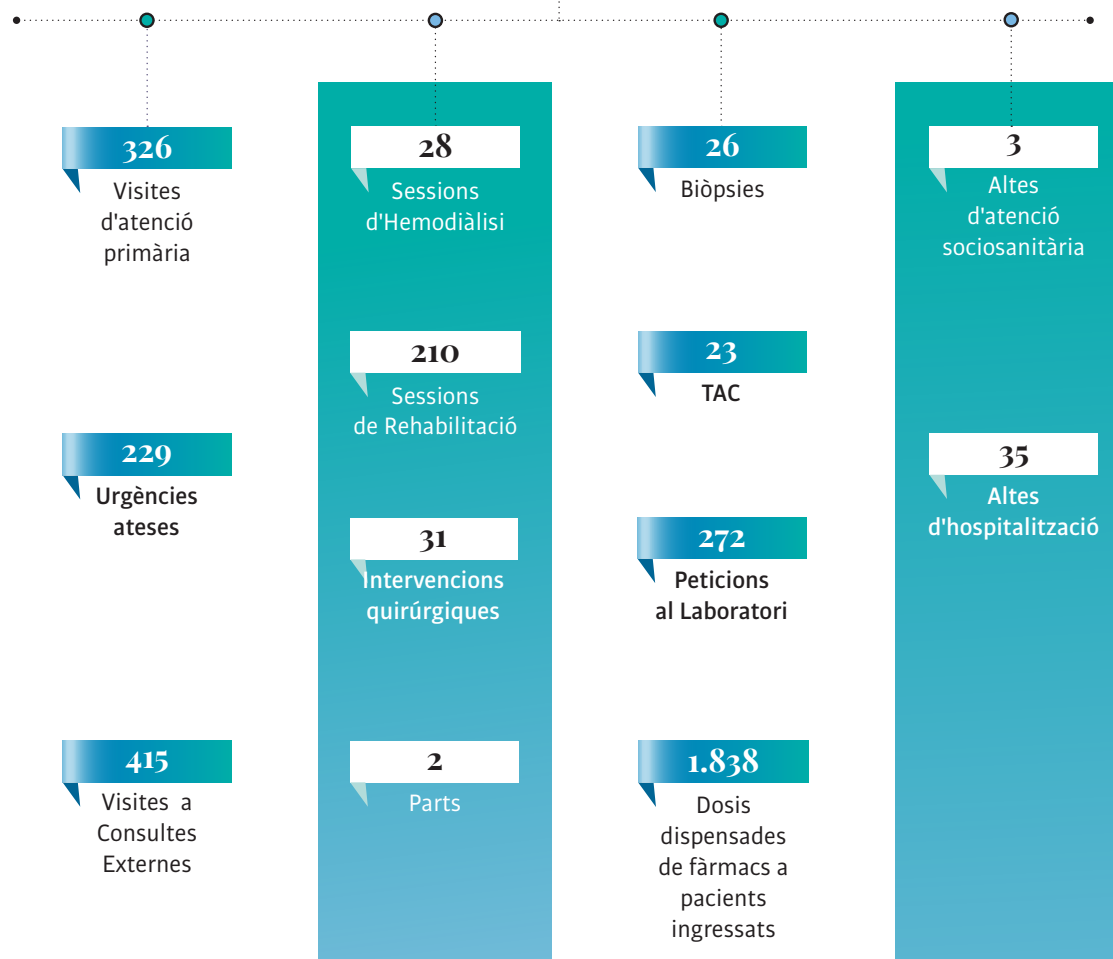 326
Visites
d'atenció
primària
229
Urgències
ateses
415
Visites a
Consultes
Externes
28
Sessions
d'Hemodiàlisi
210
Sessions
de Rehabilitació
31
Intervencions
quirúrgiques
2
Parts
26
Biòpsies
23
TAC
272
Peticions
al Laboratori
1.838
Dosis
dispensades
de fàrmacs a
pacients
ingressats
3
Altes
d'atenció
sociosanitària
35
Altes
d'hospitalització